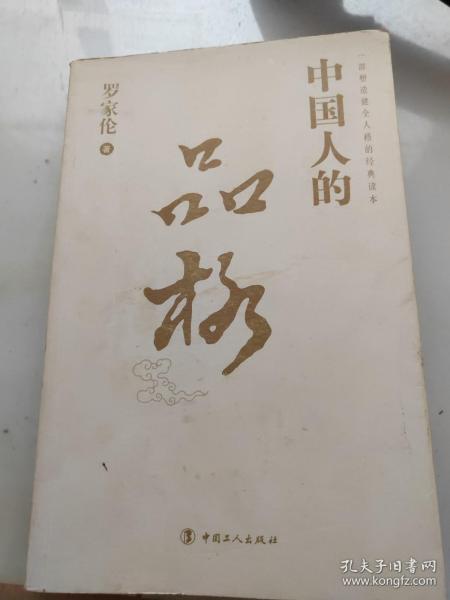 一部塑造健全人格的经典读本
中国人的
品格
罗家伦 著
中国工人出版社
孔夫子旧书网
www.kongfz.com